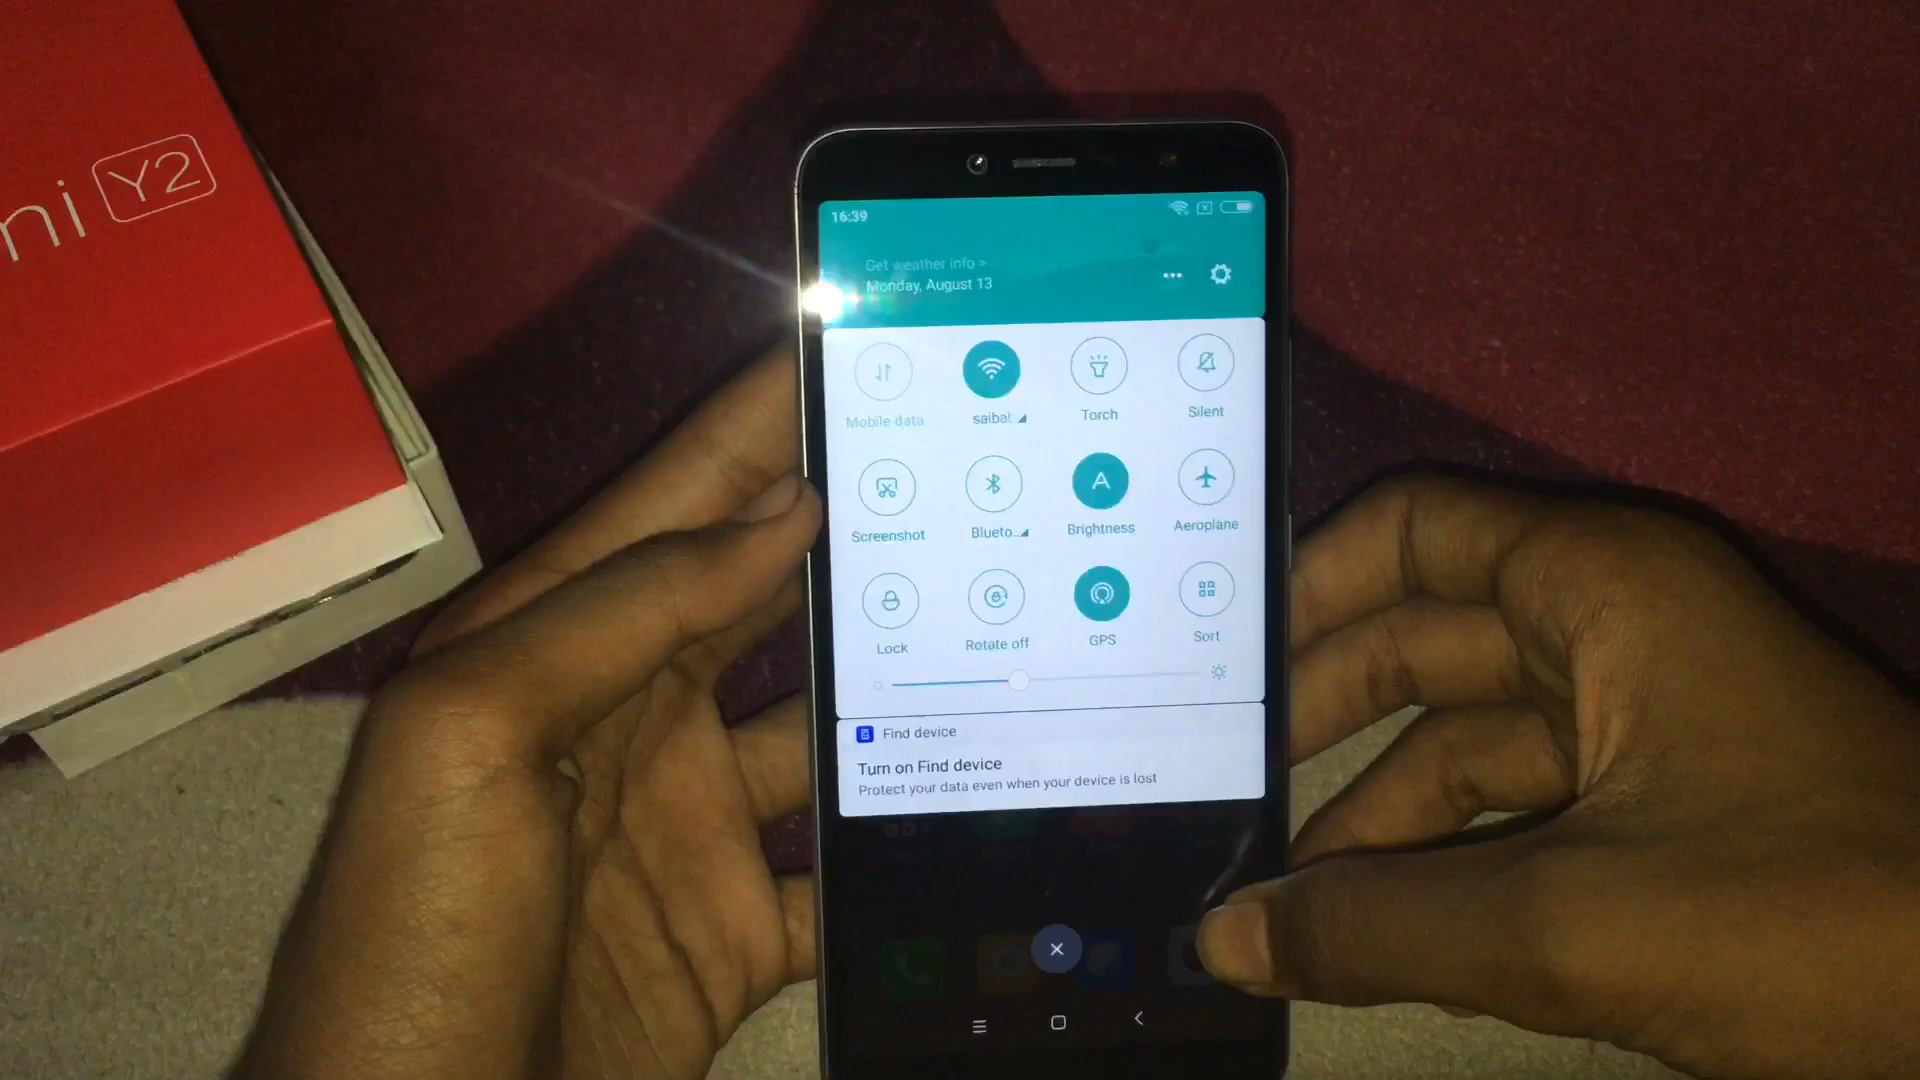 mi Y2
16:39
Get weather info >
Monday, August 13
Mobile data
saibal
Torch
Silent
Screenshot
Blueto...
A
Brightness
Aeroplane
Lock
Rotate off
GPS
Sort
Find device
Turn on Find device
Protect your data even when your device is lost